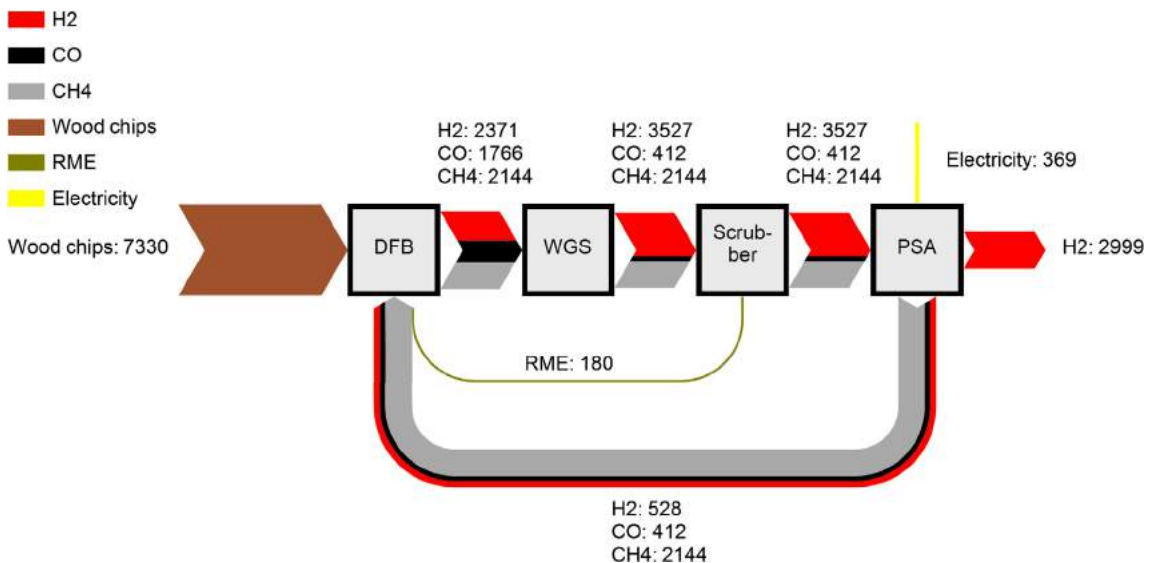 H2
CO
CH4
Wood chips
RME
Electricity
H2: 2371
CO: 1766
CH4: 2144
H2: 3527
CO: 412
CH4: 2144
H2: 3527
CO: 412
CH4: 2144
Electricity: 369
Wood chips: 7330
DFB
WGS
Scrub-
ber
PSA
H2: 2999
RME: 180
H2: 528
CO: 412
CH4: 2144